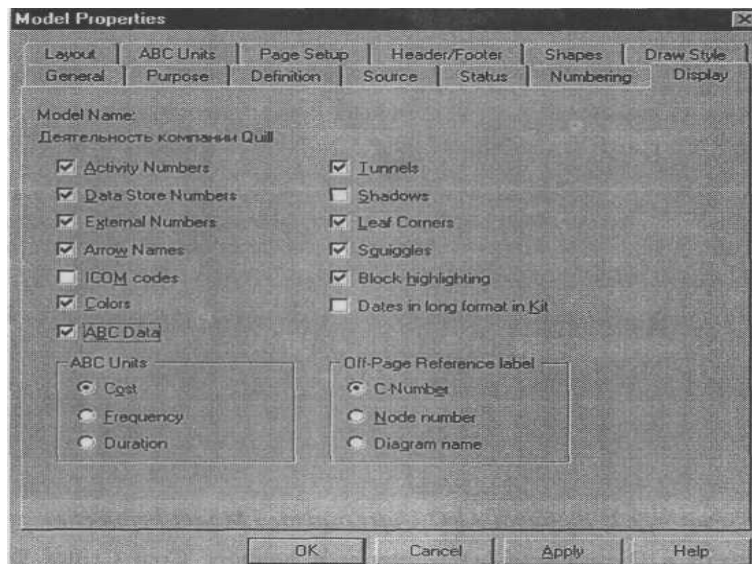 Model Properties
Layout ABC Units Page Setup Header/Footer Shapes Draw Style
General Purpose Definition Source Status Numbering Display
Model Name:
Деятельность компании Quill
Activity Numbers
Data Store Numbers
External Numbers
Arrow Names
ICOM codes
Colors
ABC Data
Tunnels
Shadows
Leaf Corners
Squiggles
Block highlighting
Dates in long format in Kit
ABC Units
Cost
Frequency
Duration
Off-Page Reference label
C-Number
Node number
Diagram name
OK Cancel Apply Help